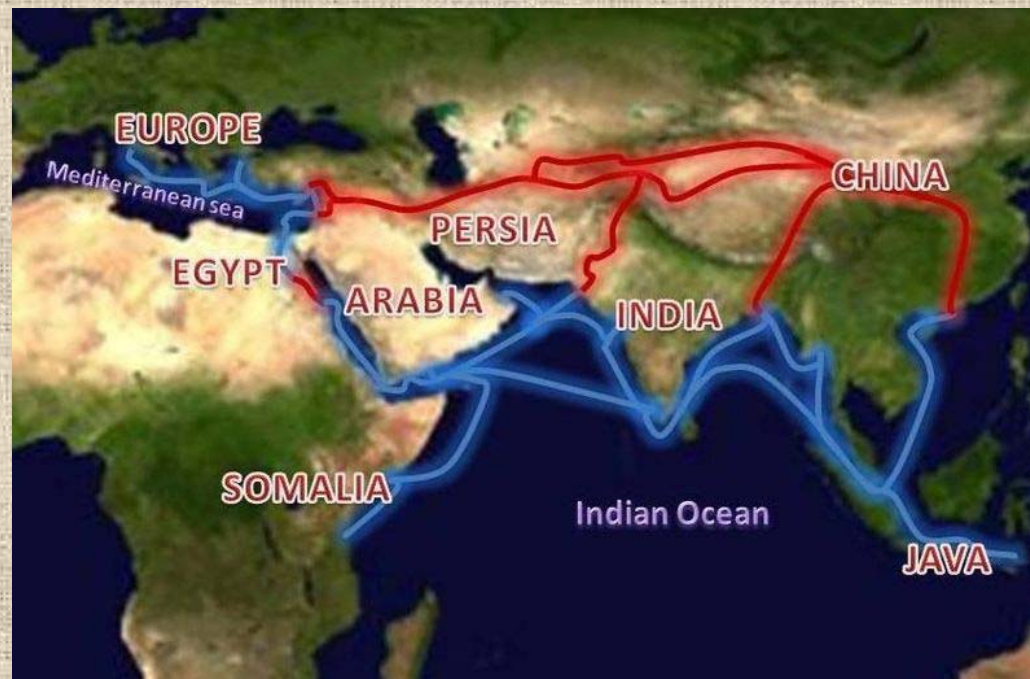 EUROPE
Mediterranean sea
CHINA
PERSIA
EGYPT
ARABIA
INDIA
SOMALIA
Indian Ocean
JAVA